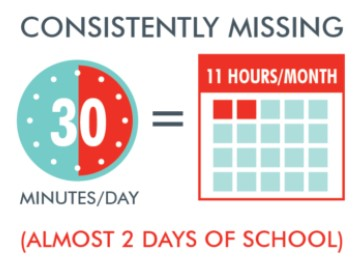 CONSISTENTLY MISSING
30
MINUTES/DAY
=
11 HOURS/MONTH
(ALMOST 2 DAYS OF SCHOOL)